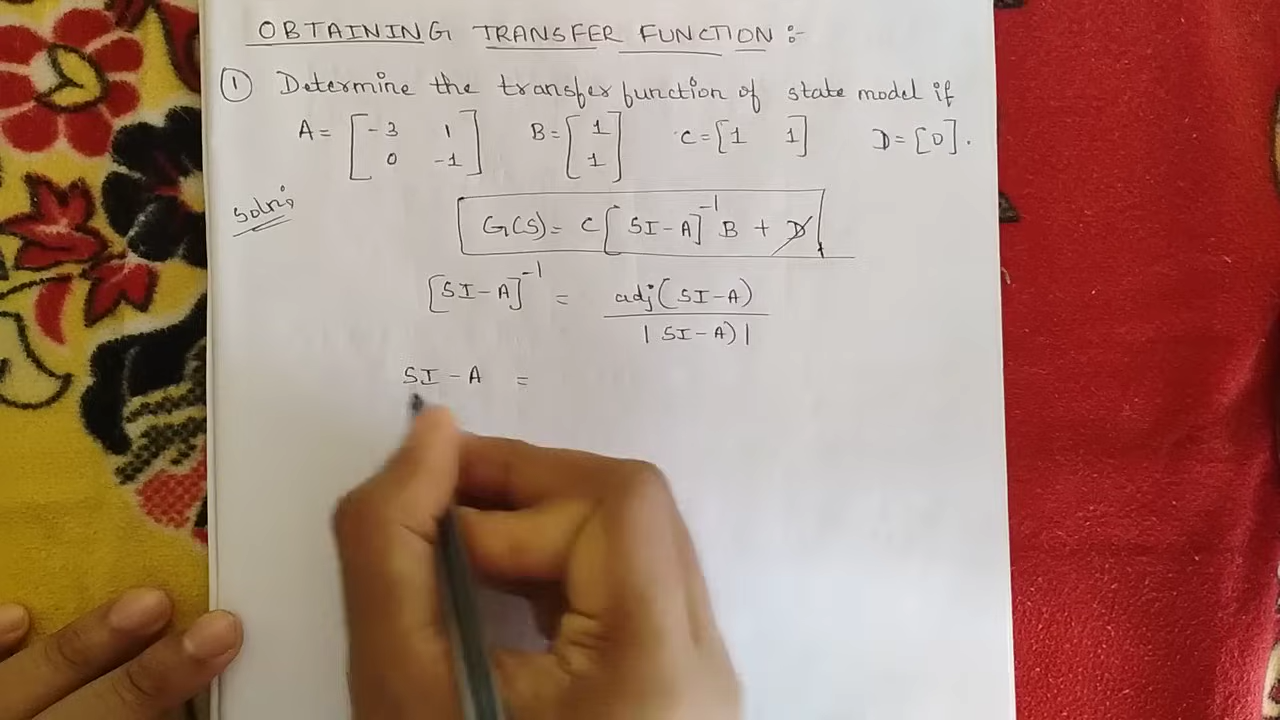 OBTAINING TRANSFER FUNCTION :-
① Determine the transfer function of state model if
A = [ -3 1 B = [ 1 C = [ 1 1 ] D = [0].
0 -1 ] 1 ]
Soln:
G(S) = C [ SI - A ]⁻¹ B + D
[ SI - A ]⁻¹ = adj ( SI - A )
| SI - A ) |
SI - A =